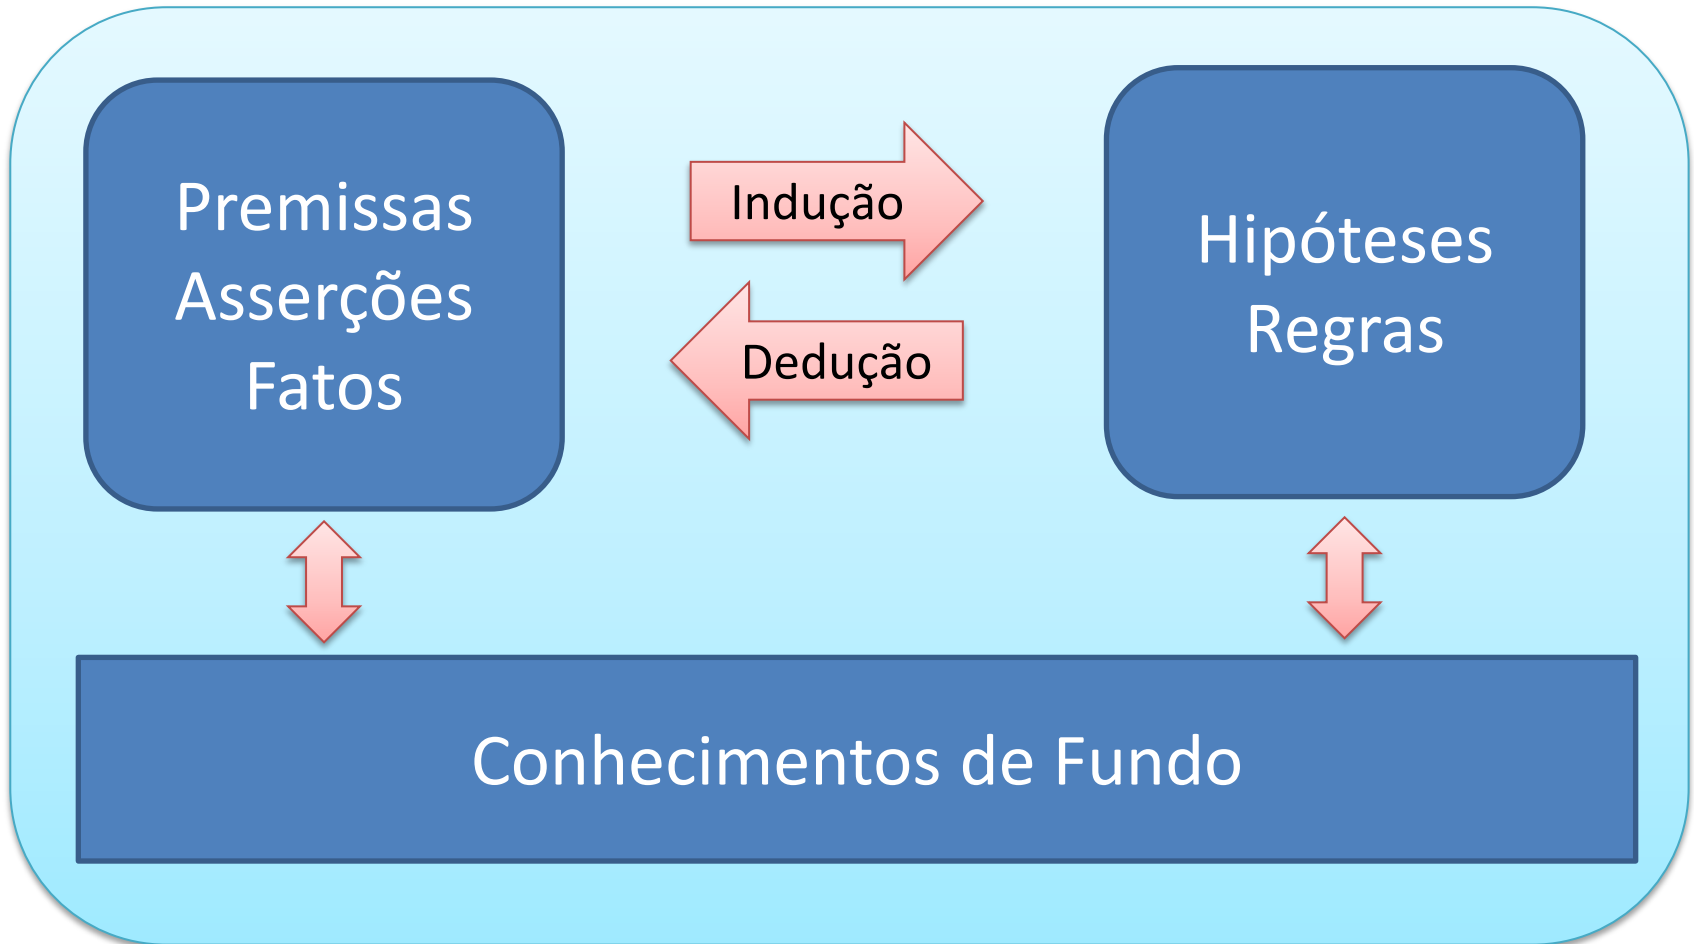 Premissas
Asserções
Fatos
Indução
Dedução
Hipóteses
Regras
Conhecimentos de Fundo